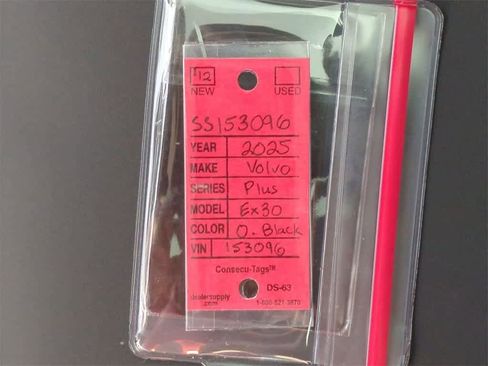 12
NEW USED
SS153096
YEAR 2025
MAKE Volvo
SERIES Plus
MODEL Ex30
COLOR O. Black
VIN 153096
Consecu-Tags™
DS-63
dealersupply
.com 1-800-521-3870